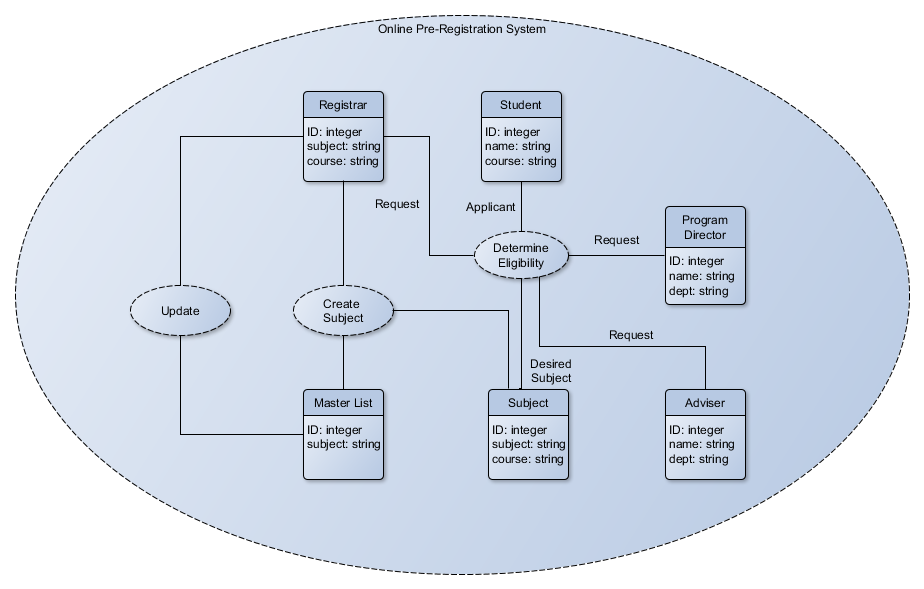 Online Pre-Registration System
Registrar
ID: integer
subject: string
course: string
Student
ID: integer
name: string
course: string
Request
Applicant
Program
Director
ID: integer
name: string
dept: string
Determine
Eligibility
Request
Update
Create
Subject
Request
Desired
Subject
Master List
ID: integer
subject: string
Subject
ID: integer
subject: string
course: string
Adviser
ID: integer
name: string
dept: string